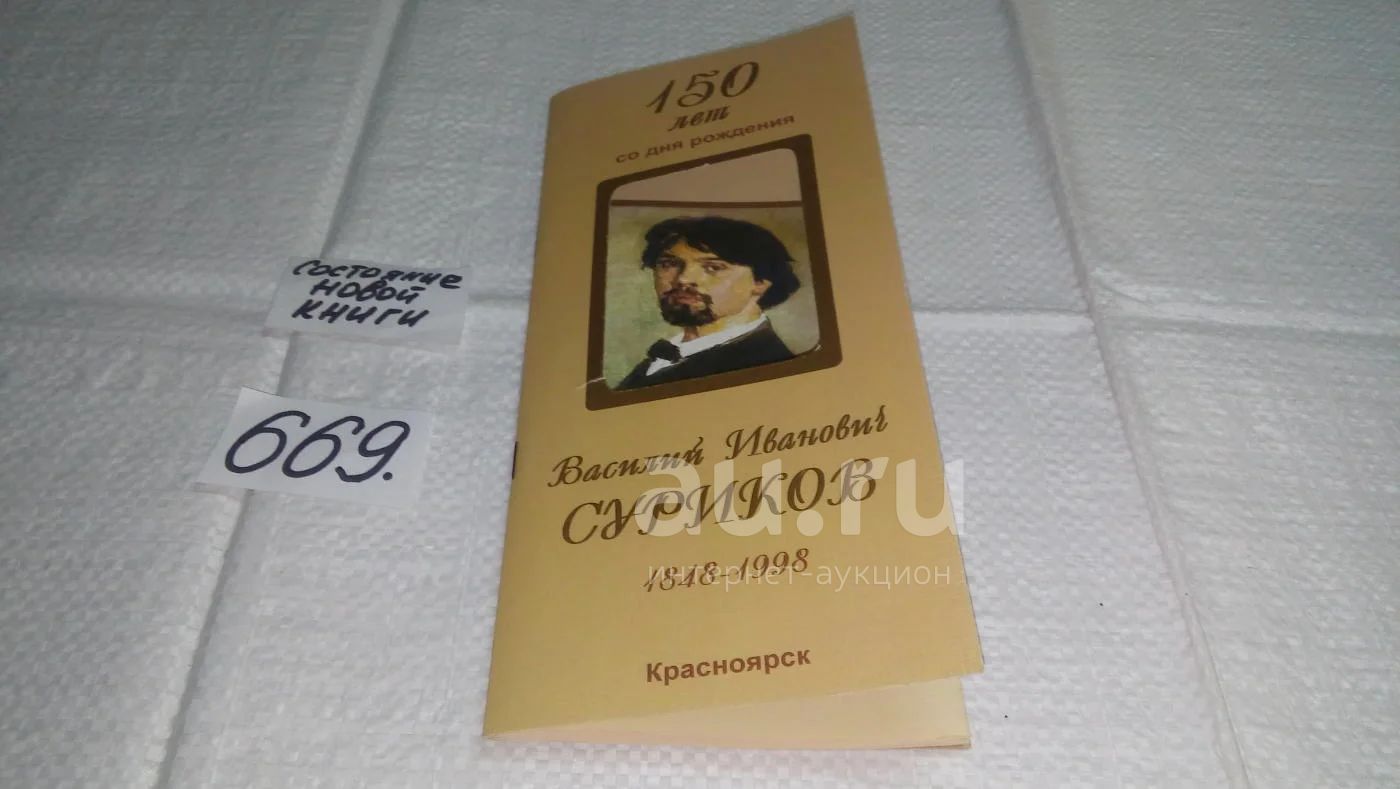 150
лет
со дня рождения
Василий Иванович
СУРИКОВ
1848-1998
Красноярск
Состояние
новой
книги
669.
au.ru
интернет-аукцион